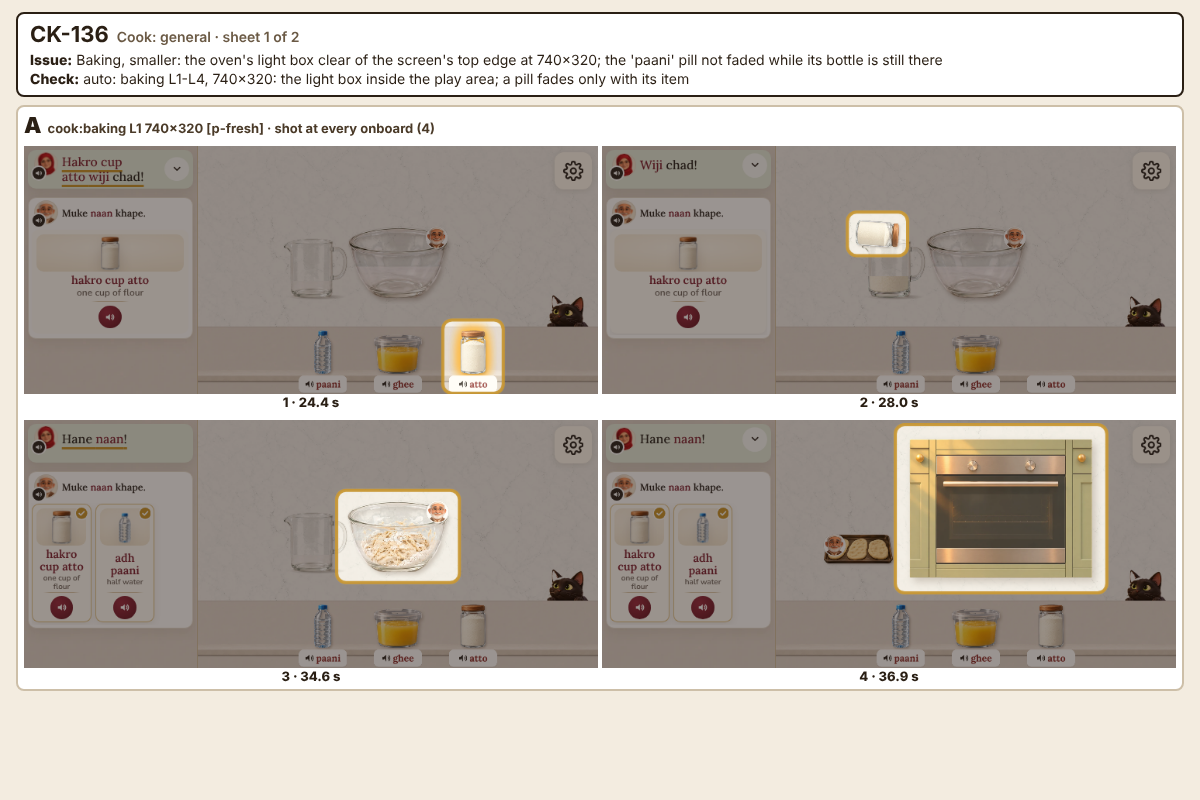 CK-136 Cook: general · sheet 1 of 2
Issue: Baking, smaller: the oven's light box clear of the screen's top edge at 740×320; the 'paani' pill not faded while its bottle is still there
Check: auto: baking L1-L4, 740×320: the light box inside the play area; a pill fades only with its item
A cook:baking L1 740×320 [p-fresh] · shot at every onboard (4)
Hakro cup
atto wiji chad!
Muke naan khape.
hakro cup atto
one cup of flour
paani
ghee
atto
1 · 24.4 s
Wiji chad!
Muke naan khape.
hakro cup atto
one cup of flour
paani
ghee
atto
2 · 28.0 s
Hane naan!
Muke naan khape.
hakro
cup atto
one cup of
flour
adh
paani
half water
paani
ghee
atto
3 · 34.6 s
Hane naan!
Muke naan khape.
hakro
cup atto
one cup of
flour
adh
paani
half water
paani
ghee
atto
4 · 36.9 s